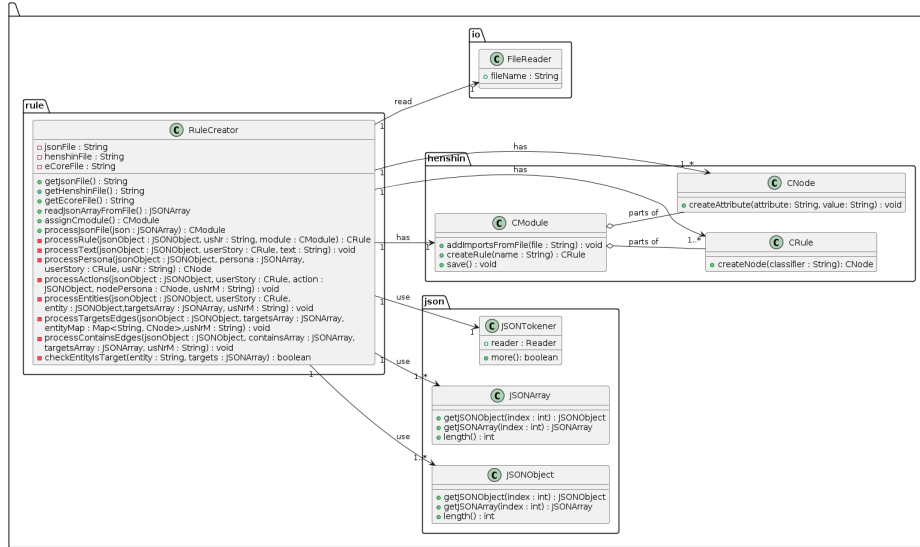 io
C FileReader
fileName : String
rule
C RuleCreator
jsonFile : String
henshinFile : String
eCoreFile : String
getJsonFile() : String
getHenshinFile() : String
getEcoreFile() : String
readJsonArrayFromFile() : JSONArray
assignCmodule() : CModule
processJsonFile(json : JSONArray) : CModule
processRule(jsonObject : JSONObject, usNr : String, module : CModule) : CRule
processText(jsonObject : JSONObject, userStory : CRule, text : String) : void
processPersona(jsonObject : JSONObject, persona : JSONArray,
userStory : CRule, usNr : String) : CNode
processActions(jsonObject : JSONObject, userStory : CRule, action :
JSONObject, nodePersona : CNode, usNrM : String) : void
processEntities(jsonObject : JSONObject, userStory : CRule,
entity : JSONObject,targetsArray : JSONArray, usNrM : String) : void
processTargetsEdges(jsonObject : JSONObject, targetsArray : JSONArray,
entityMap : Map<String, CNode>,usNrM : String) : void
processContainsEdges(jsonObject : JSONObject, containsArray : JSONArray,
targetsArray : JSONArray, usNrM : String) : void
checkEntityIsTarget(entity : String, targets : JSONArray) : boolean
read
1
1
has
1
1..*
has
1
1..*
has
1
1
use
1
1
use
1
1..*
use
1
1..*
henshin
C CNode
createAttribute(attribute: String, value: String) : void
C CModule
addImportsFromFile(file : String) : void
createRule(name : String) : CRule
save() : void
parts of
parts of
C CRule
createNode(classifier : String): CNode
json
C JSONTokener
reader : Reader
more(): boolean
C JSONArray
getJSONObject(index : int) : JSONObject
getJSONArray(index : int) : JSONArray
length() : int
C JSONObject
getJSONObject(index : int) : JSONObject
getJSONArray(index : int) : JSONArray
length() : int